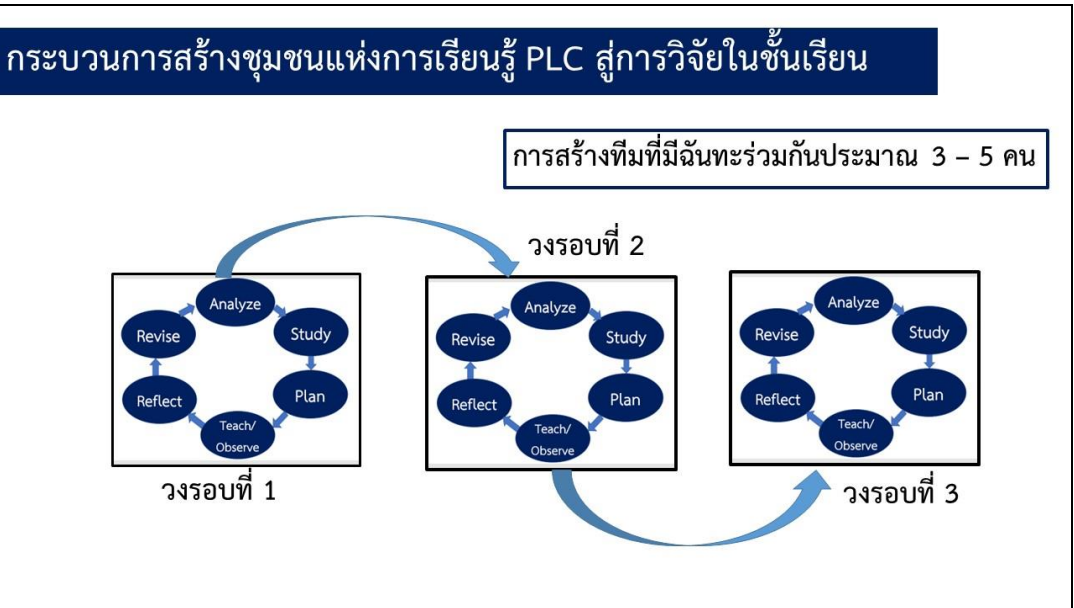 กระบวนการสร้างชุมชนแห่งการเรียนรู้ PLC สู่การวิจัยในชั้นเรียน
การสร้างทีมที่มีฉันทะร่วมกันประมาณ 3 – 5 คน
วงรอบที่ 2
Analyze
Study
Plan
Teach/
Observe
Reflect
Revise
วงรอบที่ 1
Analyze
Study
Plan
Teach/
Observe
Reflect
Revise
Analyze
Study
Plan
Teach/
Observe
Reflect
Revise
วงรอบที่ 3